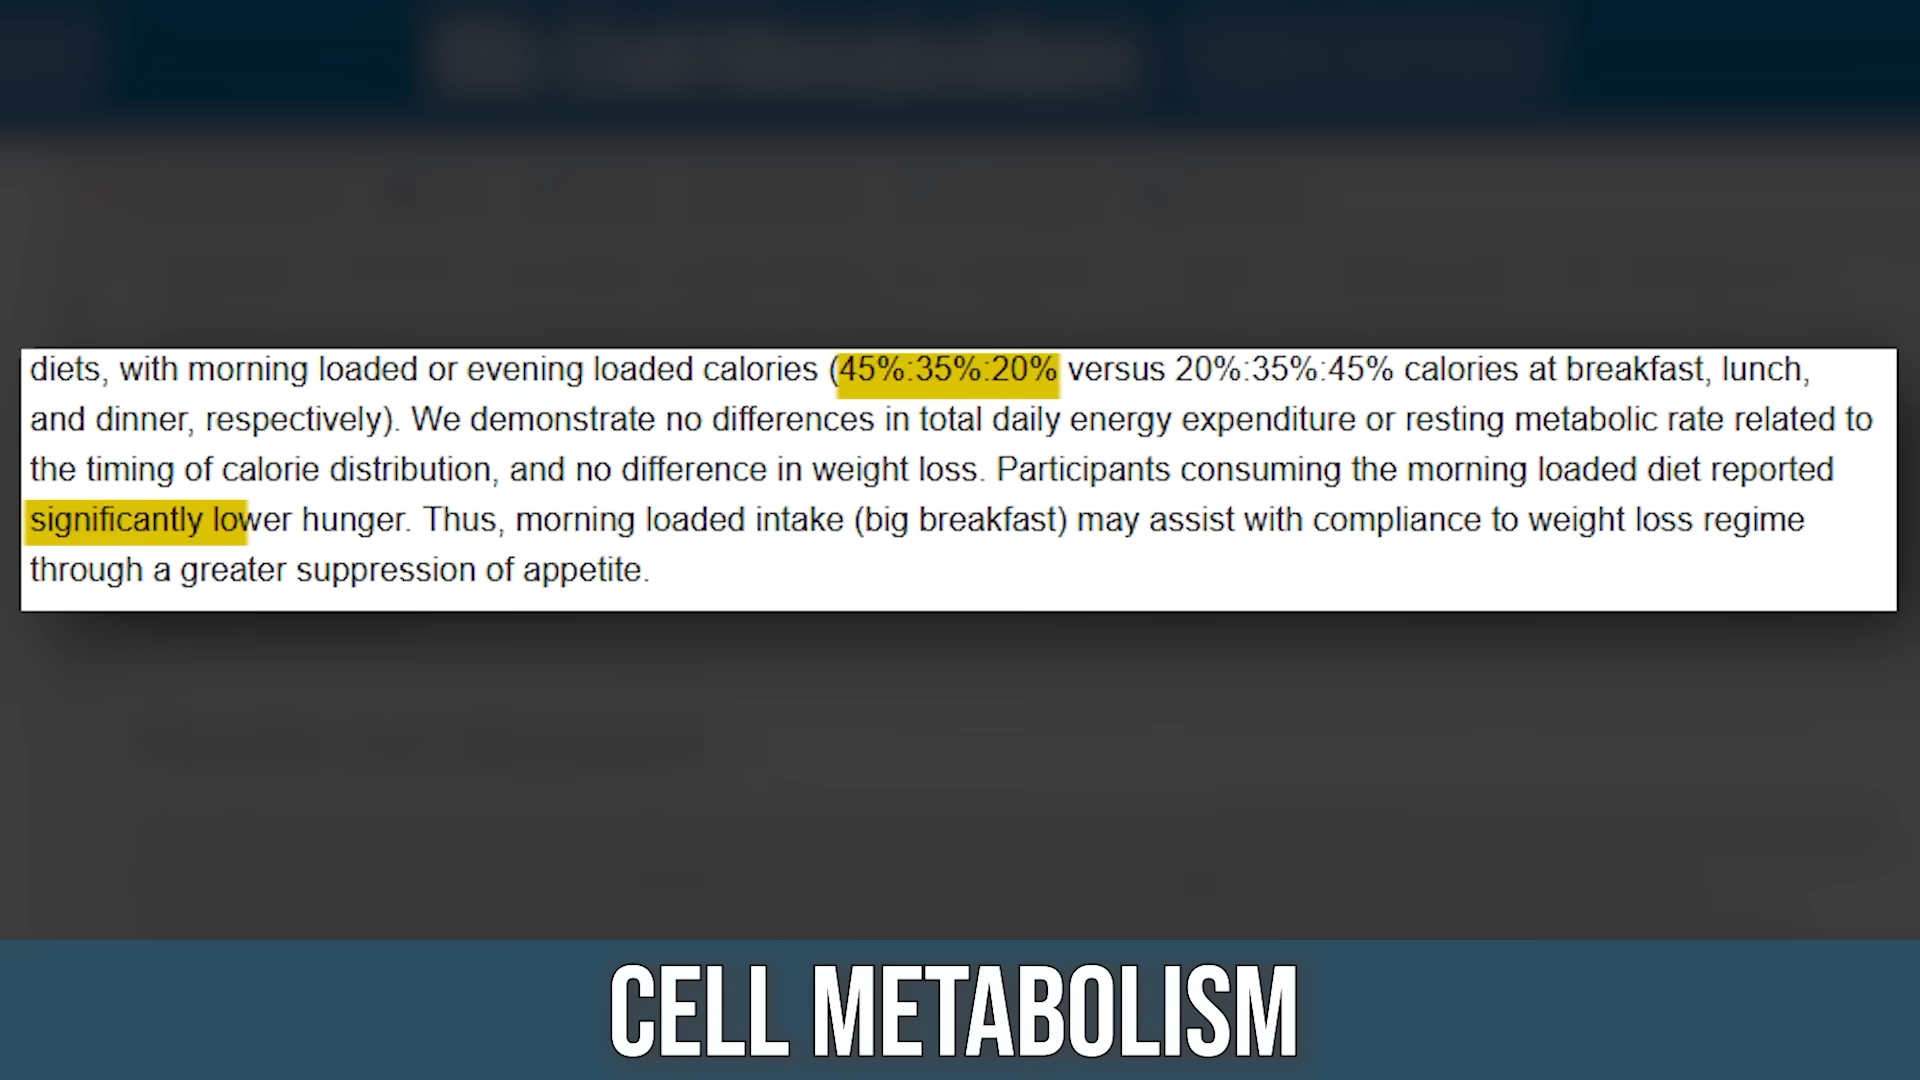 diets, with morning loaded or evening loaded calories (45%:35%:20% versus 20%:35%:45% calories at breakfast, lunch,
and dinner, respectively). We demonstrate no differences in total daily energy expenditure or resting metabolic rate related to
the timing of calorie distribution, and no difference in weight loss. Participants consuming the morning loaded diet reported
significantly lower hunger. Thus, morning loaded intake (big breakfast) may assist with compliance to weight loss regime
through a greater suppression of appetite.
CELL METABOLISM